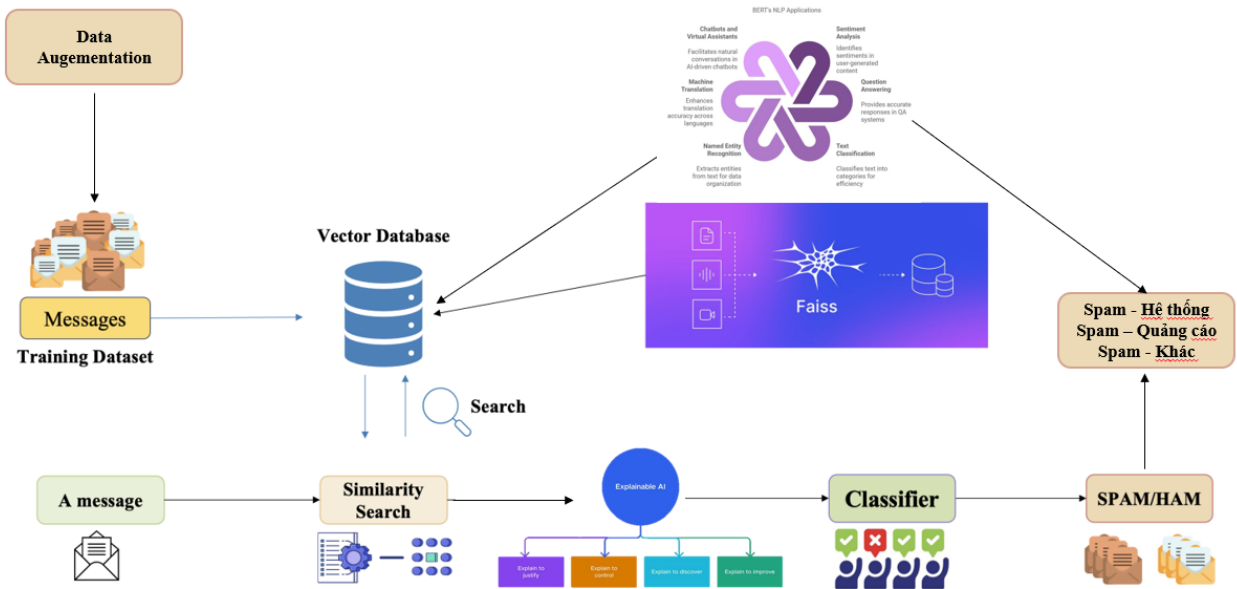 Data
Augementation
BERT's NLP Applications
Chatbots and
Virtual Assistants
Facilitates natural
conversations in
AI-driven chatbots
Sentiment
Analysis
Identifies
sentiments in
user-generated
content
Machine
Translation
Enhances
translation
accuracy across
languages
Question
Answering
Provides accurate
responses in QA
systems
Named Entity
Recognition
Extracts entities
from text for data
organization
Text
Classification
Classifies text into
categories for
efficiency
Vector Database
Faiss
Messages
Training Dataset
Spam - Hệ thống
Spam – Quảng cáo
Spam - Khác
Search
A message
Similarity
Search
Explainable AI
Classifier
SPAM/HAM
Explain to
justify
Explain to
control
Explain to discover
Explain to improve